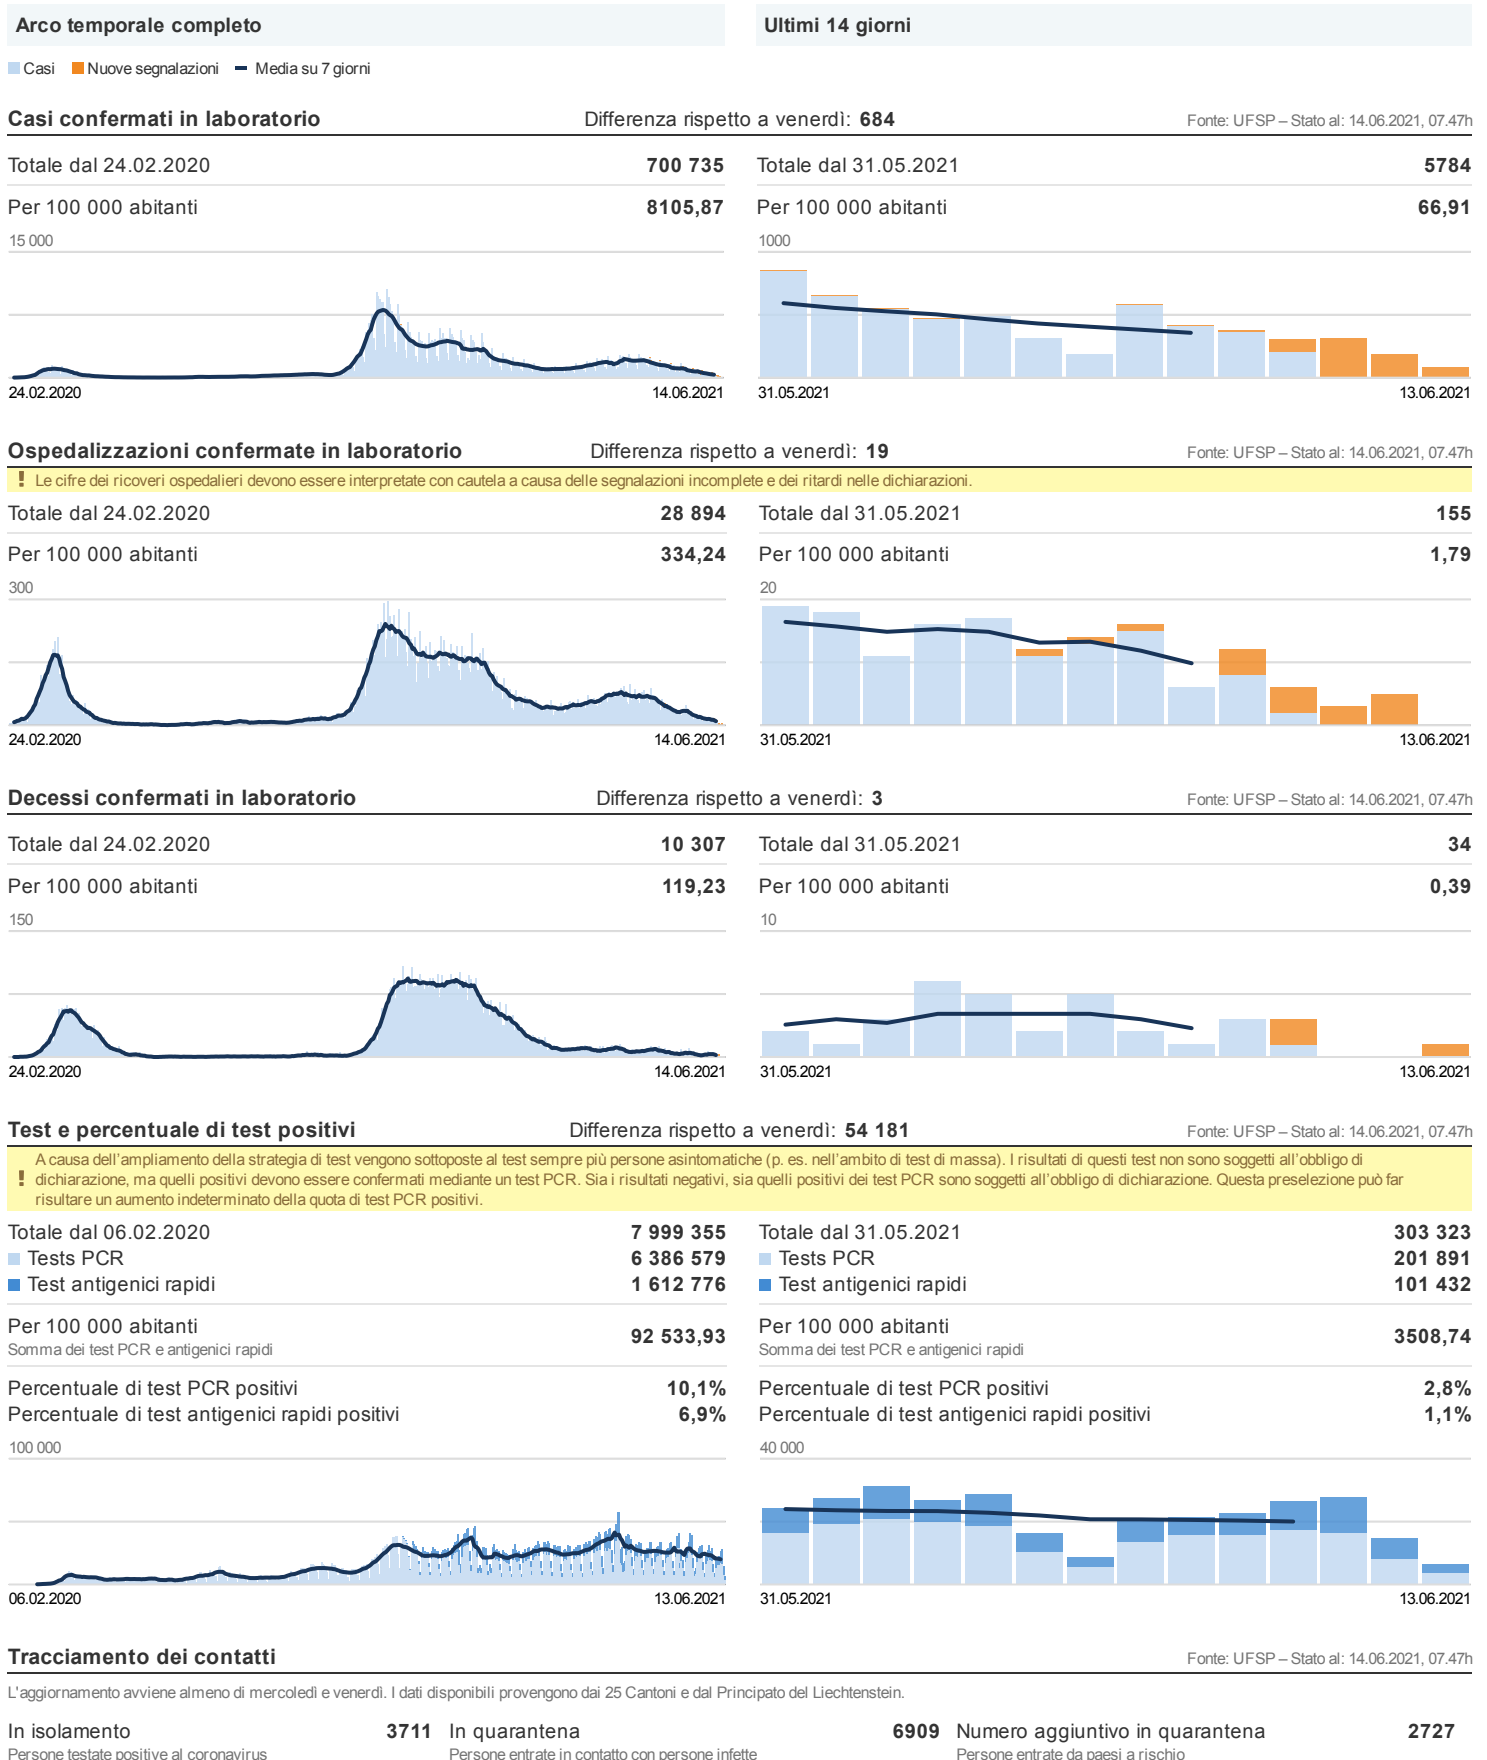 Arco temporale completo
Ultimi 14 giorni
Casi Nuove segnalazioni Media su 7 giorni
Casi confermati in laboratorio Differenza rispetto a venerdì: 684 Fonte: UFSP – Stato al: 14.06.2021, 07.47h
Totale dal 24.02.2020 700 735
Per 100 000 abitanti 8105,87
15 000
24.02.2020 14.06.2021
Totale dal 31.05.2021 5784
Per 100 000 abitanti 66,91
1000
31.05.2021 13.06.2021
Ospedalizzazioni confermate in laboratorio Differenza rispetto a venerdì: 19 Fonte: UFSP – Stato al: 14.06.2021, 07.47h
! Le cifre dei ricoveri ospedalieri devono essere interpretate con cautela a causa delle segnalazioni incomplete e dei ritardi nelle dichiarazioni.
Totale dal 24.02.2020 28 894
Per 100 000 abitanti 334,24
300
24.02.2020 14.06.2021
Totale dal 31.05.2021 155
Per 100 000 abitanti 1,79
20
31.05.2021 13.06.2021
Decessi confermati in laboratorio Differenza rispetto a venerdì: 3 Fonte: UFSP – Stato al: 14.06.2021, 07.47h
Totale dal 24.02.2020 10 307
Per 100 000 abitanti 119,23
150
24.02.2020 14.06.2021
Totale dal 31.05.2021 34
Per 100 000 abitanti 0,39
10
31.05.2021 13.06.2021
Test e percentuale di test positivi Differenza rispetto a venerdì: 54 181 Fonte: UFSP – Stato al: 14.06.2021, 07.47h
A causa dell'ampliamento della strategia di test vengono sottoposte al test sempre più persone asintomatiche (p. es. nell'ambito di test di massa). I risultati di questi test non sono soggetti all'obbligo di
! dichiarazione, ma quelli positivi devono essere confermati mediante un test PCR. Sia i risultati negativi, sia quelli positivi dei test PCR sono soggetti all'obbligo di dichiarazione. Questa preselezione può far
risultare un aumento indeterminato della quota di test PCR positivi.
Totale dal 06.02.2020 7 999 355
Tests PCR 6 386 579
Test antigenici rapidi 1 612 776
Per 100 000 abitanti 92 533,93
Somma dei test PCR e antigenici rapidi
Percentuale di test PCR positivi 10,1%
Percentuale di test antigenici rapidi positivi 6,9%
100 000
06.02.2020 13.06.2021
Totale dal 31.05.2021 303 323
Tests PCR 201 891
Test antigenici rapidi 101 432
Per 100 000 abitanti 3508,74
Somma dei test PCR e antigenici rapidi
Percentuale di test PCR positivi 2,8%
Percentuale di test antigenici rapidi positivi 1,1%
40 000
31.05.2021 13.06.2021
Tracciamento dei contatti Fonte: UFSP – Stato al: 14.06.2021, 07.47h
L'aggiornamento avviene almeno di mercoledì e venerdì. I dati disponibili provengono dai 25 Cantoni e dal Principato del Liechtenstein.
In isolamento 3711
Persone testate positive al coronavirus
In quarantena 6909
Persone entrate in contatto con persone infette
Numero aggiuntivo in quarantena 2727
Persone entrate da paesi a rischio